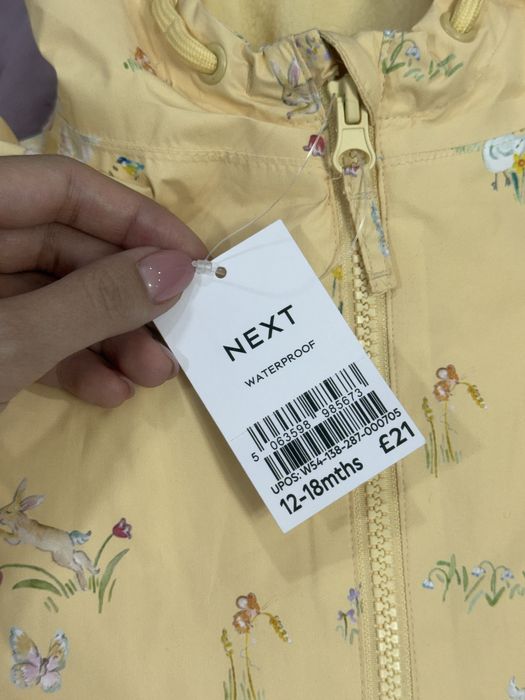 NEXT
WATERPROOF
5 063598 985673
UPOS: W54-138-287-000705
12-18mths £21